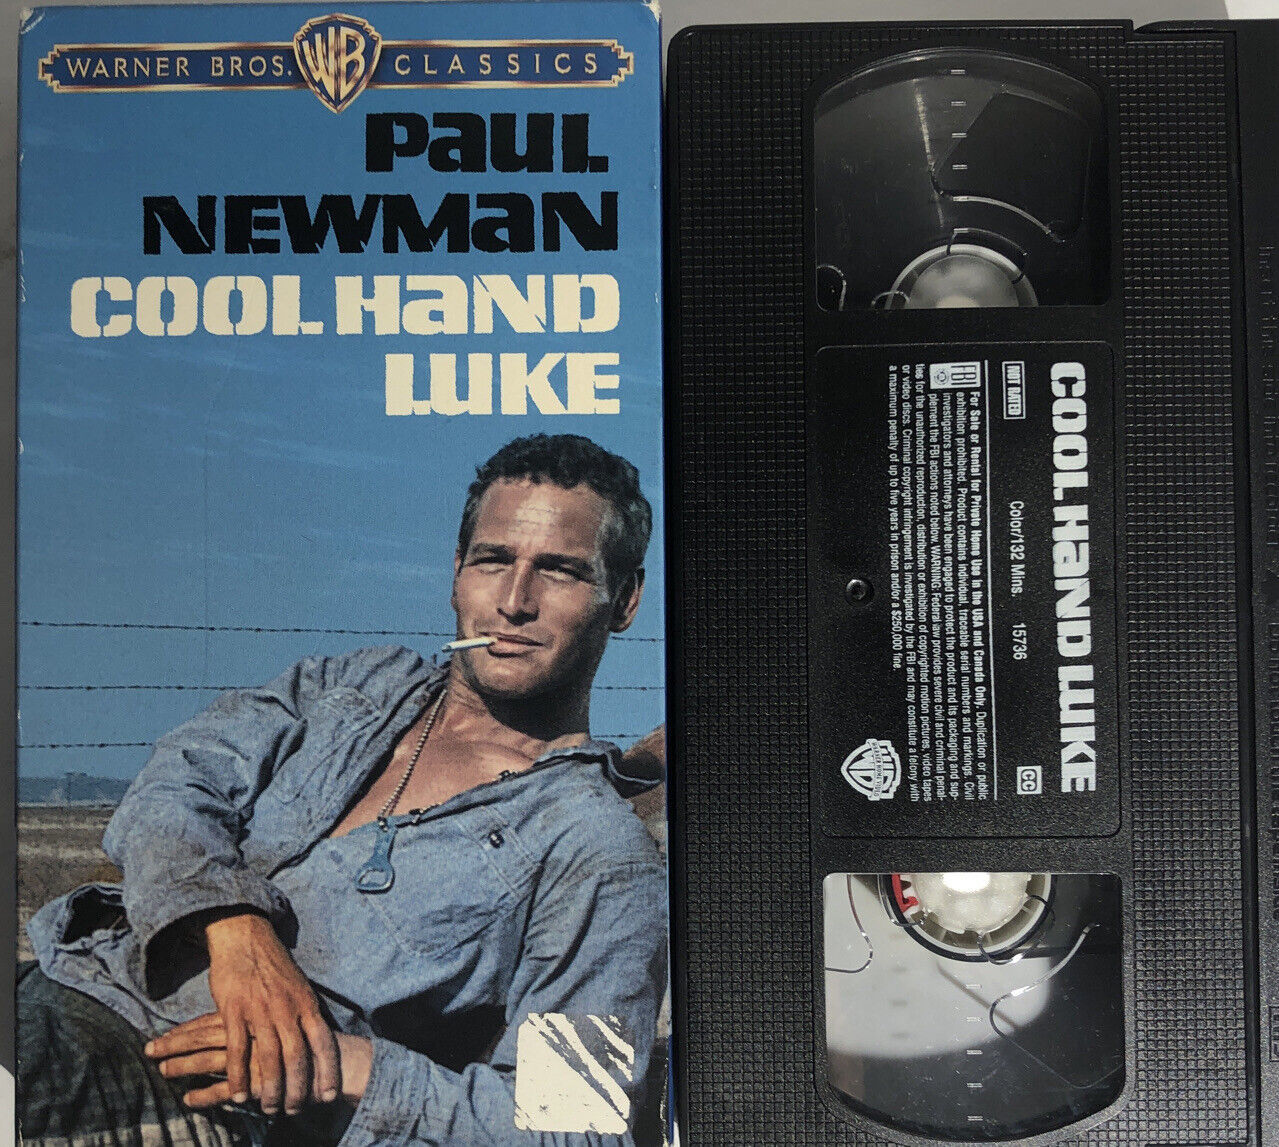 WARNER BROS. WB CLASSICS
PAUL
NEWMAN
COOL HAND
LUKE
COOL HAND LUKE
NOT RATED
Color/132 Mins. 15736
CC
FBI
For Sale or Rental for Private Home Use in the USA and Canada Only. Duplication or public
exhibition prohibited. Product contains individual, traceable serial numbers and markings. Civil
investigators and attorneys have been engaged to protect the product and its packaging and sup-
plement the FBI actions noted below. WARNING: Federal law provides severe civil and criminal penal-
ties for the unauthorized reproduction, distribution or exhibition of copyrighted motion pictures, video tapes
or video discs. Criminal copyright infringement is investigated by the FBI and may constitute a felony with
a maximum penalty of up to five years in prison and/or a $250,000 fine
WB